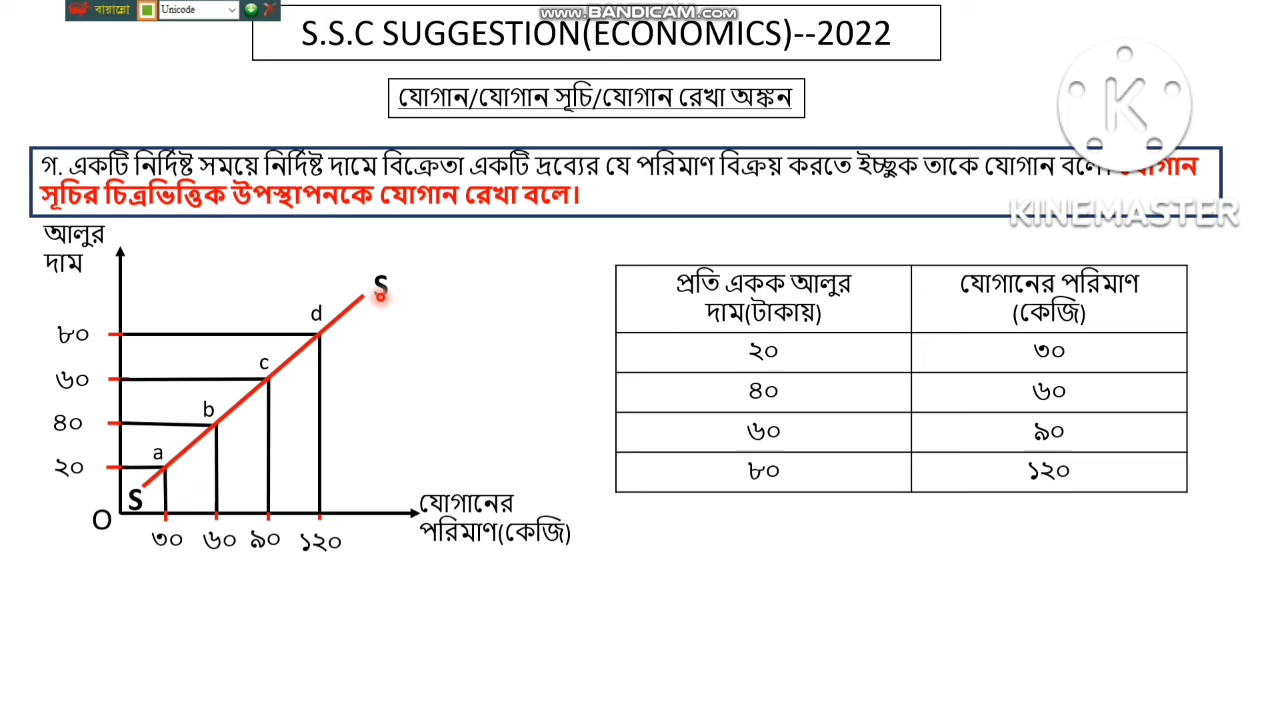 বায়ান্নো Unicode
www.BANDICAM.com
S.S.C SUGGESTION(ECONOMICS)--2022
যোগান/যোগান সূচি/যোগান রেখা অঙ্কন
গ. একটি নির্দিষ্ট সময়ে নির্দিষ্ট দামে বিক্রেতা একটি দ্রব্যের যে পরিমাণ বিক্রয় করতে ইচ্ছুক তাকে যোগান বলে। যোগান
সূচির চিত্রভিত্তিক উপস্থাপনকে যোগান রেখা বলে।
K
KINEMASTER
আলুর
দাম
S
d
৮০
c
৬০
b
৪০
a
২০
S
O
যোগানের
পরিমাণ(কেজি)
৩০ ৬০ ৯০ ১২০
প্রতি একক আলুর যোগানের পরিমাণ
দাম(টাকায়) (কেজি)
২০ ৩০
৪০ ৬০
৬০ ৯০
৮০ ১২০